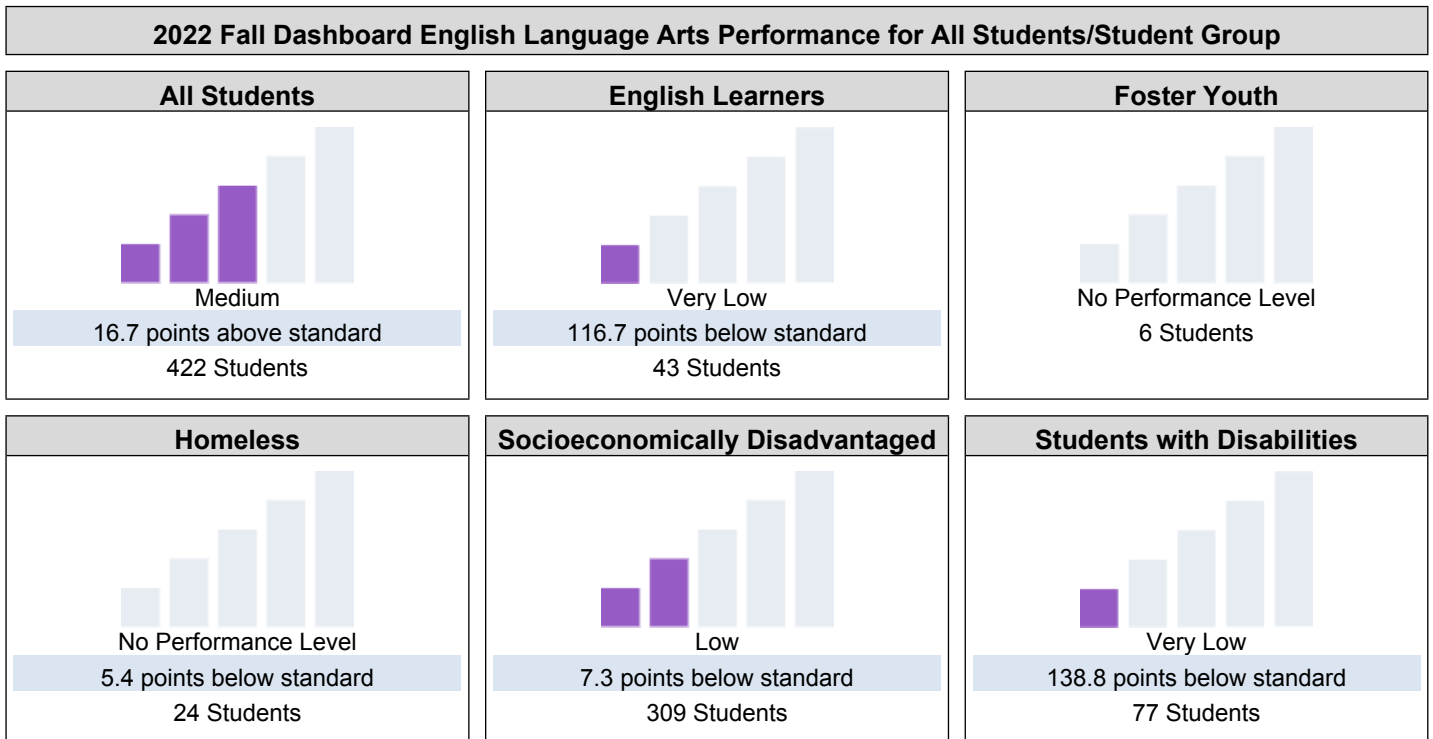 2022 Fall Dashboard English Language Arts Performance for All Students/Student Group
All Students
Medium
16.7 points above standard
422 Students
English Learners
Very Low
116.7 points below standard
43 Students
Foster Youth
No Performance Level
6 Students
Homeless
No Performance Level
5.4 points below standard
24 Students
Socioeconomically Disadvantaged
Low
7.3 points below standard
309 Students
Students with Disabilities
Very Low
138.8 points below standard
77 Students